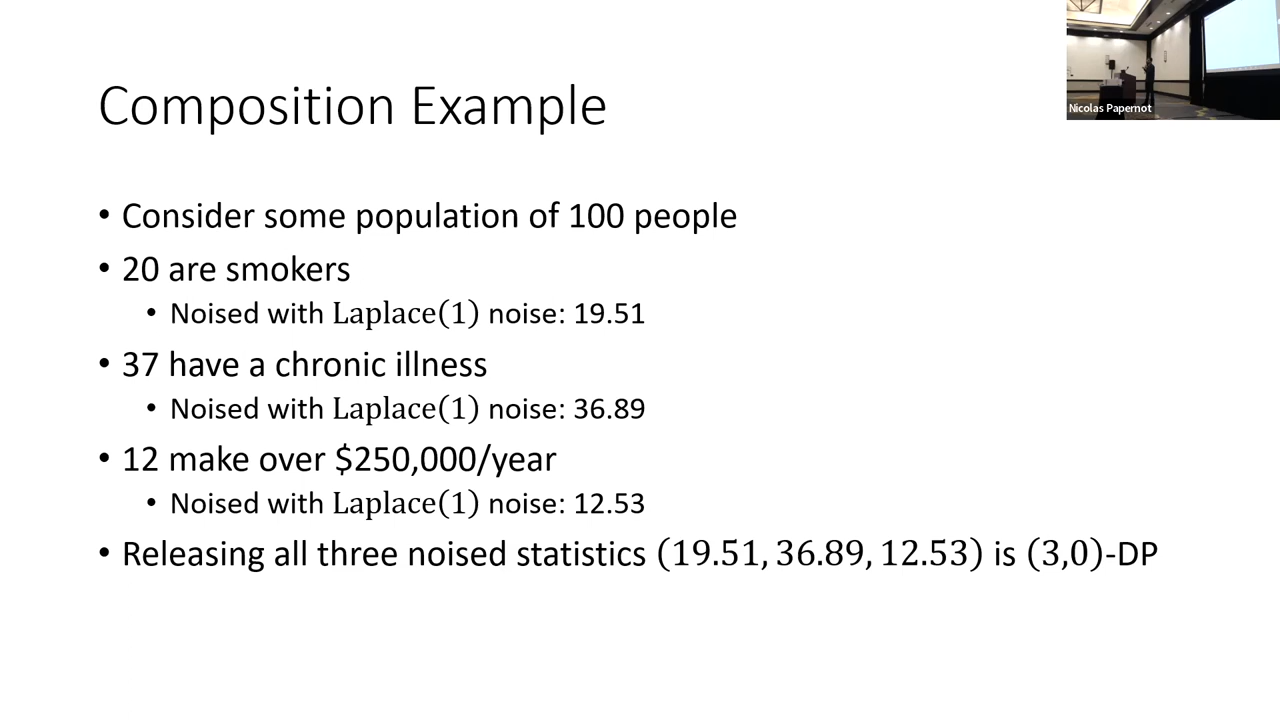 Nicolas Papernot
Composition Example
• Consider some population of 100 people
• 20 are smokers
• Noised with Laplace(1) noise: 19.51
• 37 have a chronic illness
• Noised with Laplace(1) noise: 36.89
• 12 make over $250,000/year
• Noised with Laplace(1) noise: 12.53
• Releasing all three noised statistics (19.51, 36.89, 12.53) is (3,0)-DP